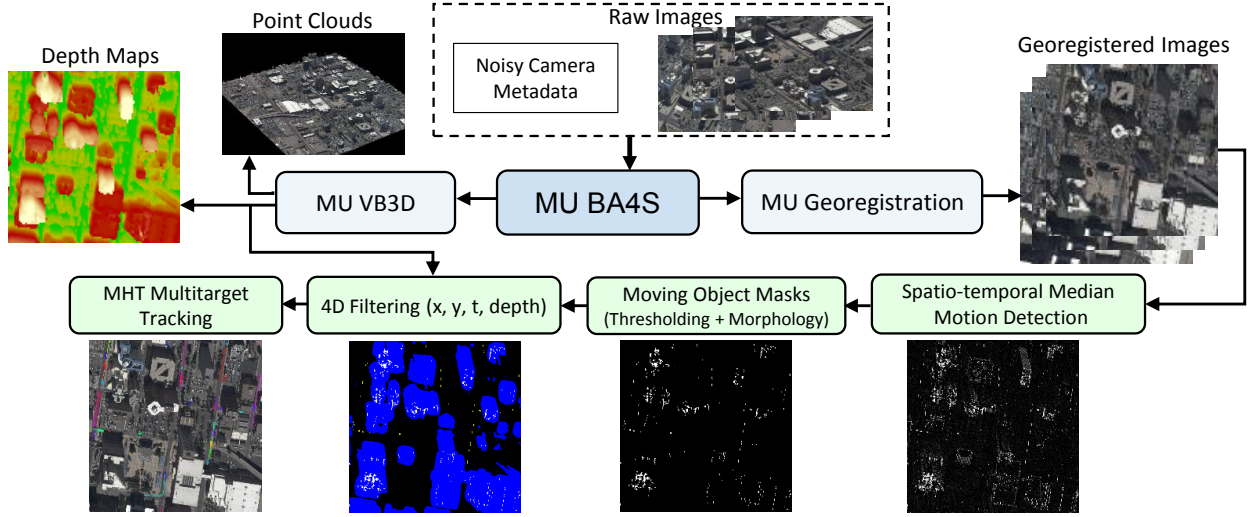 Point Clouds
Raw Images
Depth Maps
Georegistered Images
Noisy Camera
Metadata
MU VB3D
MU BA4S
MU Georegistration
MHT Multitarget
Tracking
4D Filtering (x, y, t, depth)
Moving Object Masks
(Thresholding + Morphology)
Spatio-temporal Median
Motion Detection